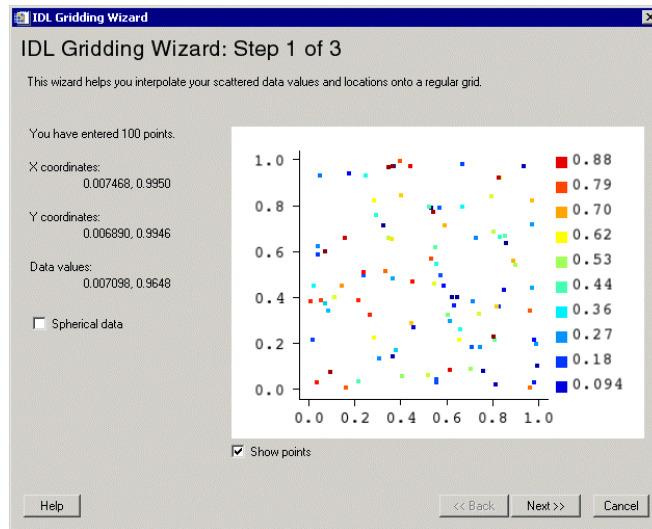 IDL Gridding Wizard
IDL Gridding Wizard: Step 1 of 3
This wizard helps you interpolate your scattered data values and locations onto a regular grid.
You have entered 100 points.
X coordinates:
0.007468, 0.9950
Y coordinates:
0.006890, 0.9946
Data values:
0.007098, 0.9648
Spherical data
1.0
0.8
0.6
0.4
0.2
0.0
0.0 0.2 0.4 0.6 0.8 1.0
0.88
0.79
0.70
0.62
0.53
0.44
0.36
0.27
0.18
0.094
Show points
Help
<< Back
Next >>
Cancel